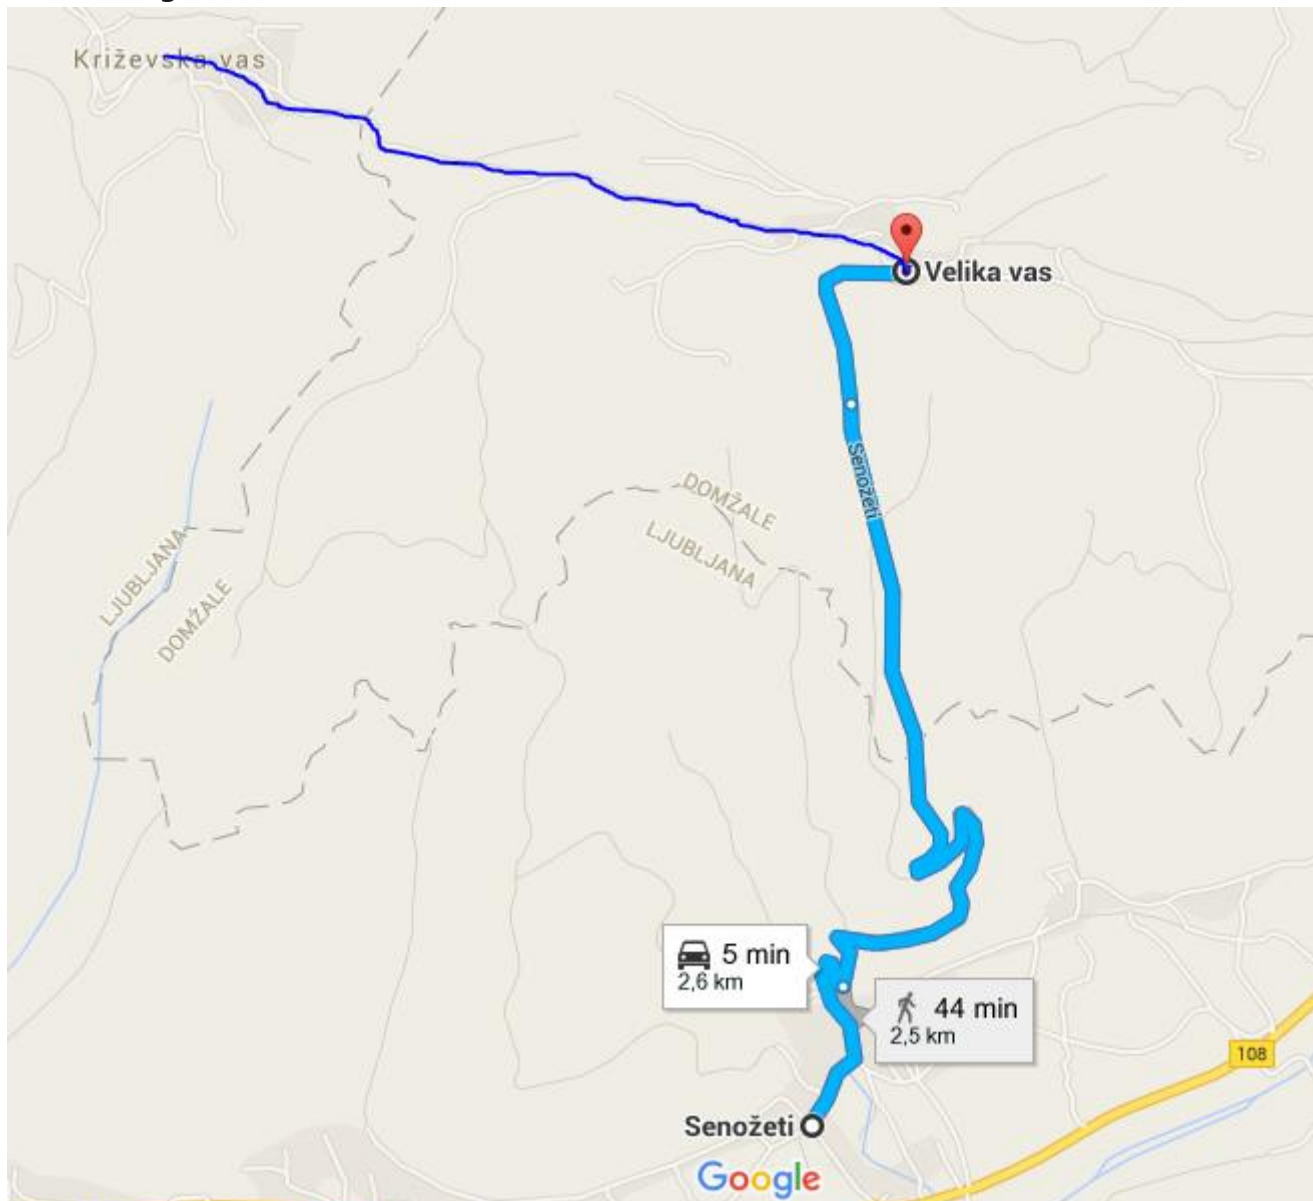 Križevska vas
Velika vas
Senožeti
DOMŽALE
LJUBLJANA
LJUBLJANA
DOMŽALE
5 min
2,6 km
44 min
2,5 km
108
Senožeti
Google